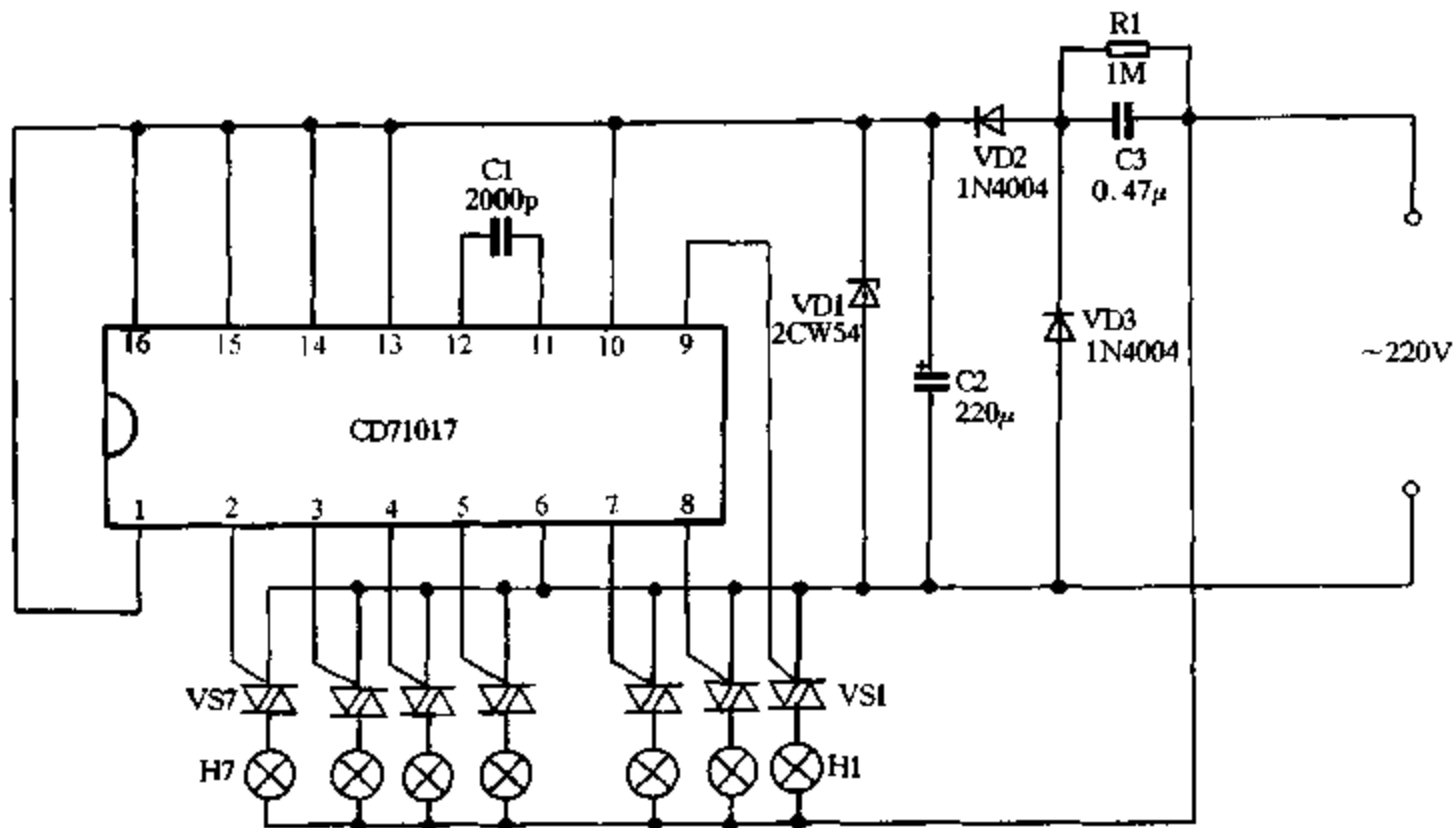 R1
1M
C1
2000p
VD2
1N4004
C3
0.47μ
VD1
2CW54
VD3
1N4004
~220V
C2
220μ
16 15 14 13 12 11 10 9
CD71017
1 2 3 4 5 6 7 8
VS7
VS1
H7
H1